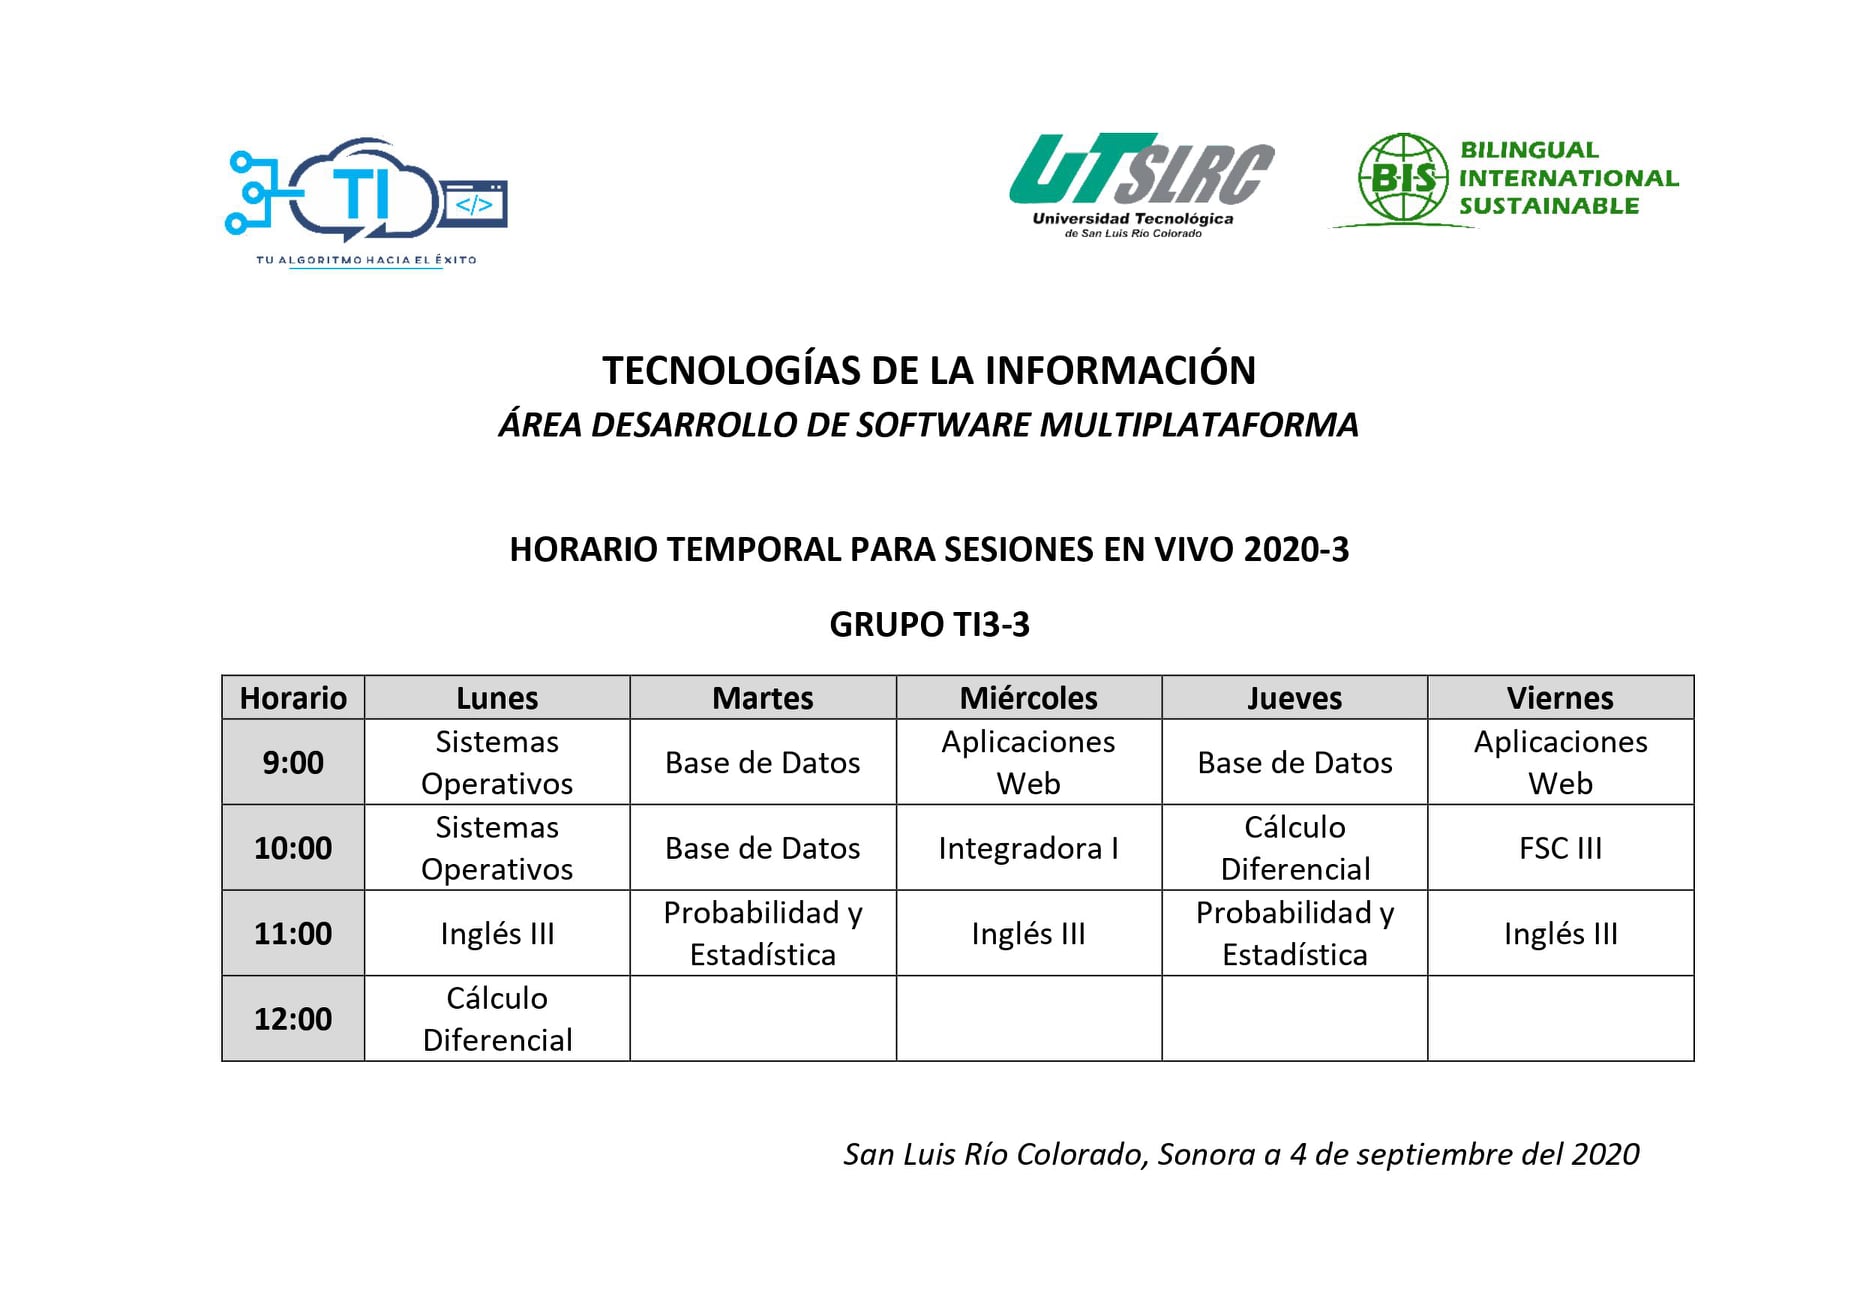 TI
</>
TU ALGORITMO HACIA EL ÉXITO
UTSLRC
Universidad Tecnológica
de San Luis Río Colorado
BIS
BILINGUAL
INTERNATIONAL
SUSTAINABLE
TECNOLOGÍAS DE LA INFORMACIÓN
ÁREA DESARROLLO DE SOFTWARE MULTIPLATAFORMA
HORARIO TEMPORAL PARA SESIONES EN VIVO 2020-3
GRUPO TI3-3
Horario Lunes Martes Miércoles Jueves Viernes
9:00 Sistemas Operativos Base de Datos Aplicaciones Web Base de Datos Aplicaciones Web
10:00 Sistemas Operativos Base de Datos Integradora I Cálculo Diferencial FSC III
11:00 Inglés III Probabilidad y Estadística Inglés III Probabilidad y Estadística Inglés III
12:00 Cálculo Diferencial
San Luis Río Colorado, Sonora a 4 de septiembre del 2020